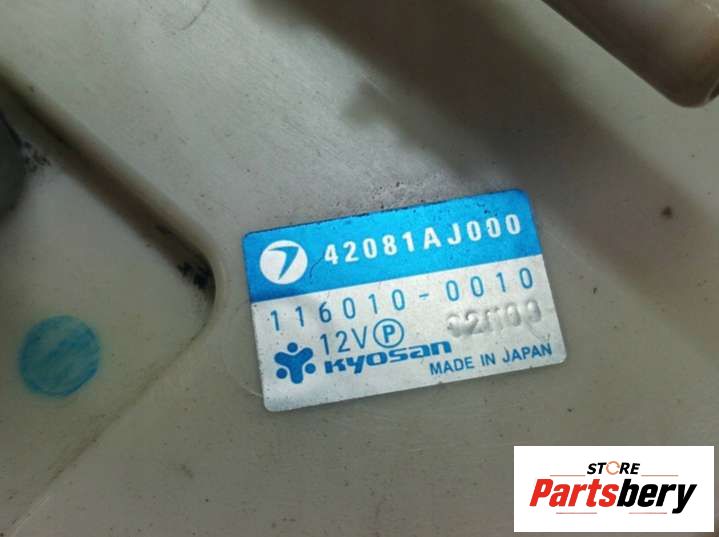 42081AJ000
116010-0010
12V P
KYOSAN MADE IN JAPAN
STORE
Partsbery